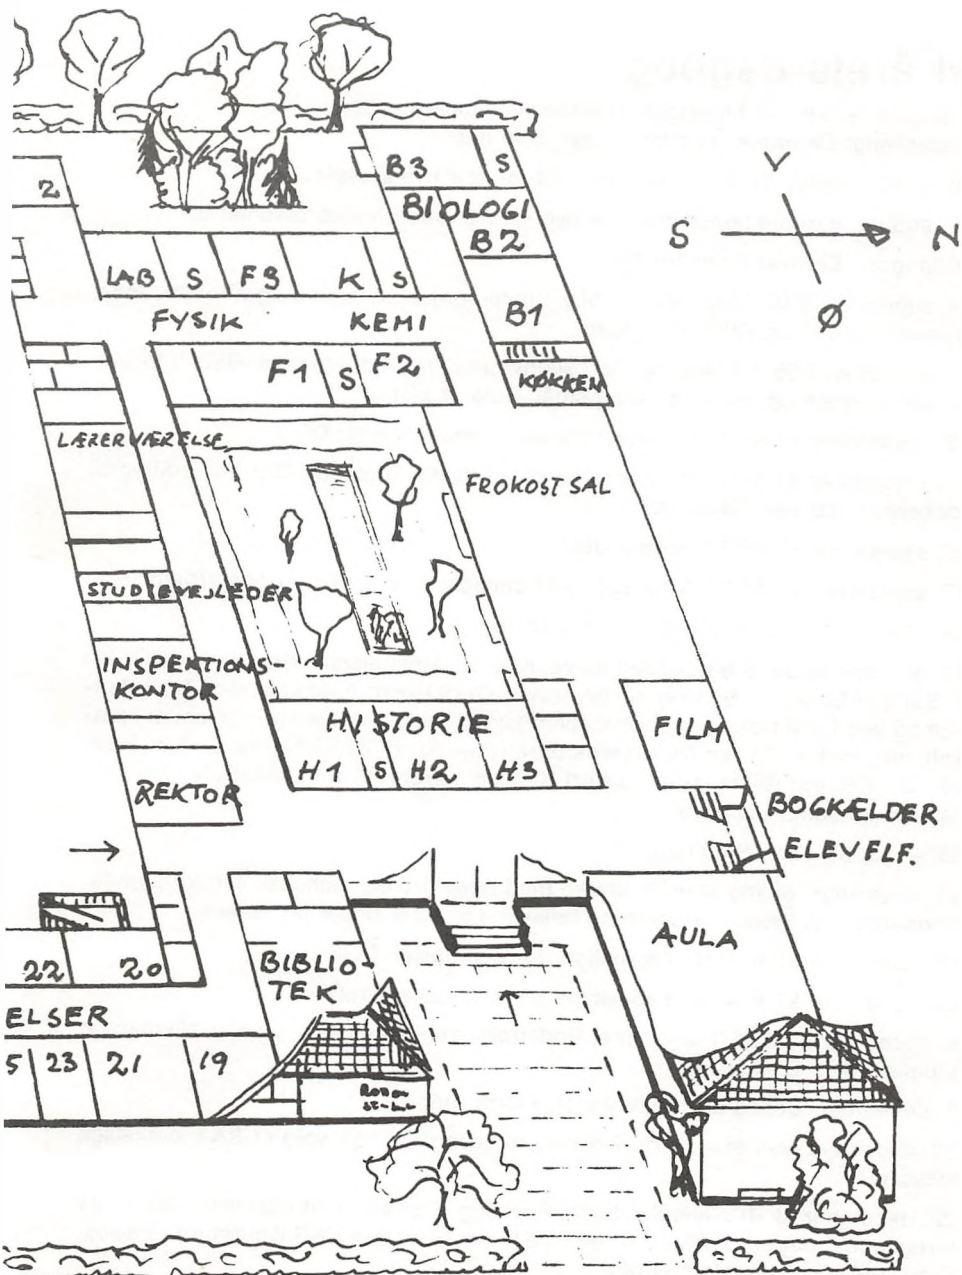 2
B3 S
BIOLOGI
B2
V
S N
Ø
LAB S F3 K S
FYSIK KEMI
B1
F1 S F2
KØKKEN
LÆRERVÆRELSE
FROKOSTSAL
STUDIEVEJLEDER
INSPEKTIONS-
KONTOR
HISTORIE
FILM
H1 S H2 H3
REKTOR
BOGKÆLDER
ELEVTLF.
AULA
22 20
BIBLIO-
TEK
ELSER
5 23 21 19